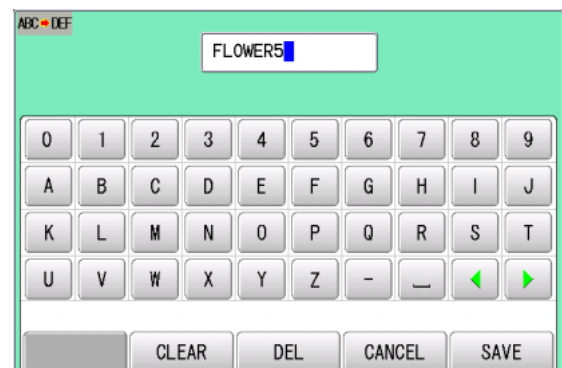 ABC➡DEF
FLOWER5
0 1 2 3 4 5 6 7 8 9
A B C D E F G H I J
K L M N O P Q R S T
U V W X Y Z -
CLEAR DEL CANCEL SAVE